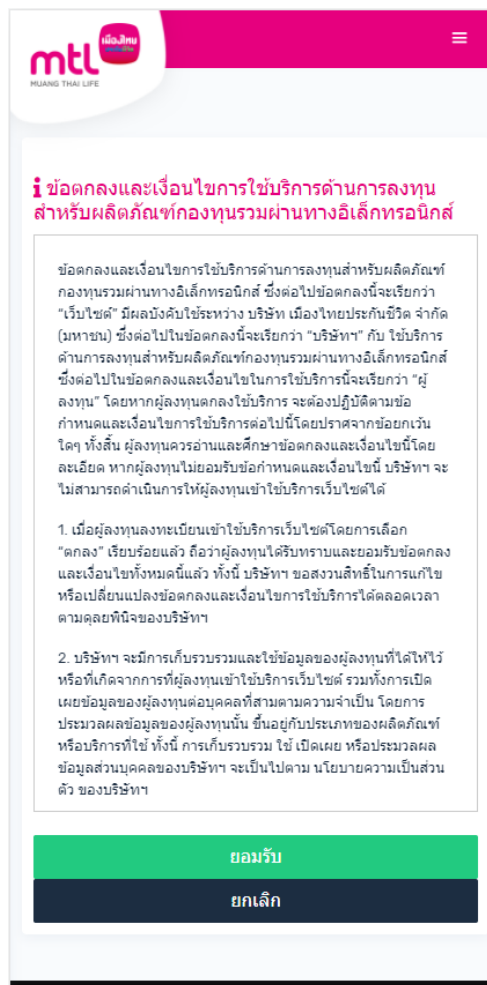 เมืองไทย
mtl
MUANG THAI LIFE
ข้อตกลงและเงื่อนไขการใช้บริการด้านการลงทุน
สำหรับผลิตภัณฑ์กองทุนรวมผ่านทางอิเล็กทรอนิกส์
ข้อตกลงและเงื่อนไขการใช้บริการด้านการลงทุนสำหรับผลิตภัณฑ์
กองทุนรวมผ่านทางอิเล็กทรอนิกส์ ซึ่งต่อไปข้อตกลงนี้จะเรียกว่า
“เว็บไซต์” มีผลบังคับใช้ระหว่าง บริษัท เมืองไทยประกันชีวิต จำกัด
(มหาชน) ซึ่งต่อไปในข้อตกลงนี้จะเรียกว่า “บริษัทฯ” กับ ใช้บริการ
ด้านการลงทุนสำหรับผลิตภัณฑ์กองทุนรวมผ่านทางอิเล็กทรอนิกส์
ซึ่งต่อไปในข้อตกลงและเงื่อนไขในการใช้บริการนี้จะเรียกว่า “ผู้
ลงทุน” โดยหากผู้ลงทุนตกลงใช้บริการ จะต้องปฏิบัติตามข้อ
กำหนดและเงื่อนไขการใช้บริการต่อไปนี้โดยปราศจากข้อยกเว้น
ใดๆ ทั้งสิ้น ผู้ลงทุนควรอ่านและศึกษาข้อตกลงและเงื่อนไขนี้โดย
ละเอียด หากผู้ลงทุนไม่ยอมรับข้อกำหนดและเงื่อนไขนี้ บริษัทฯ จะ
ไม่สามารถดำเนินการให้ผู้ลงทุนเข้าใช้บริการเว็บไซต์ได้
1. เมื่อผู้ลงทุนลงทะเบียนเข้าใช้บริการเว็บไซต์โดยการเลือก
“ตกลง” เรียบร้อยแล้ว ถือว่าผู้ลงทุนได้รับทราบและยอมรับข้อตกลง
และเงื่อนไขทั้งหมดนี้แล้ว ทั้งนี้ บริษัทฯ ขอสงวนสิทธิ์ในการแก้ไข
หรือเปลี่ยนแปลงข้อตกลงและเงื่อนไขการใช้บริการได้ตลอดเวลา
ตามดุลยพินิจของบริษัทฯ
2. บริษัทฯ จะมีการเก็บรวบรวมและใช้ข้อมูลของผู้ลงทุนที่ได้ให้ไว้
หรือที่เกิดจากการที่ผู้ลงทุนเข้าใช้บริการเว็บไซต์ รวมทั้งการเปิด
เผยข้อมูลของผู้ลงทุนต่อบุคคลที่สามตามความจำเป็น โดยการ
ประมวลผลข้อมูลของผู้ลงทุนนั้น ขึ้นอยู่กับประเภทของผลิตภัณฑ์
หรือบริการที่ใช้ ทั้งนี้ การเก็บรวบรวม ใช้ เปิดเผย หรือประมวลผล
ข้อมูลส่วนบุคคลของบริษัทฯ จะเป็นไปตาม นโยบายความเป็นส่วน
ตัว ของบริษัทฯ
ยอมรับ
ยกเลิก